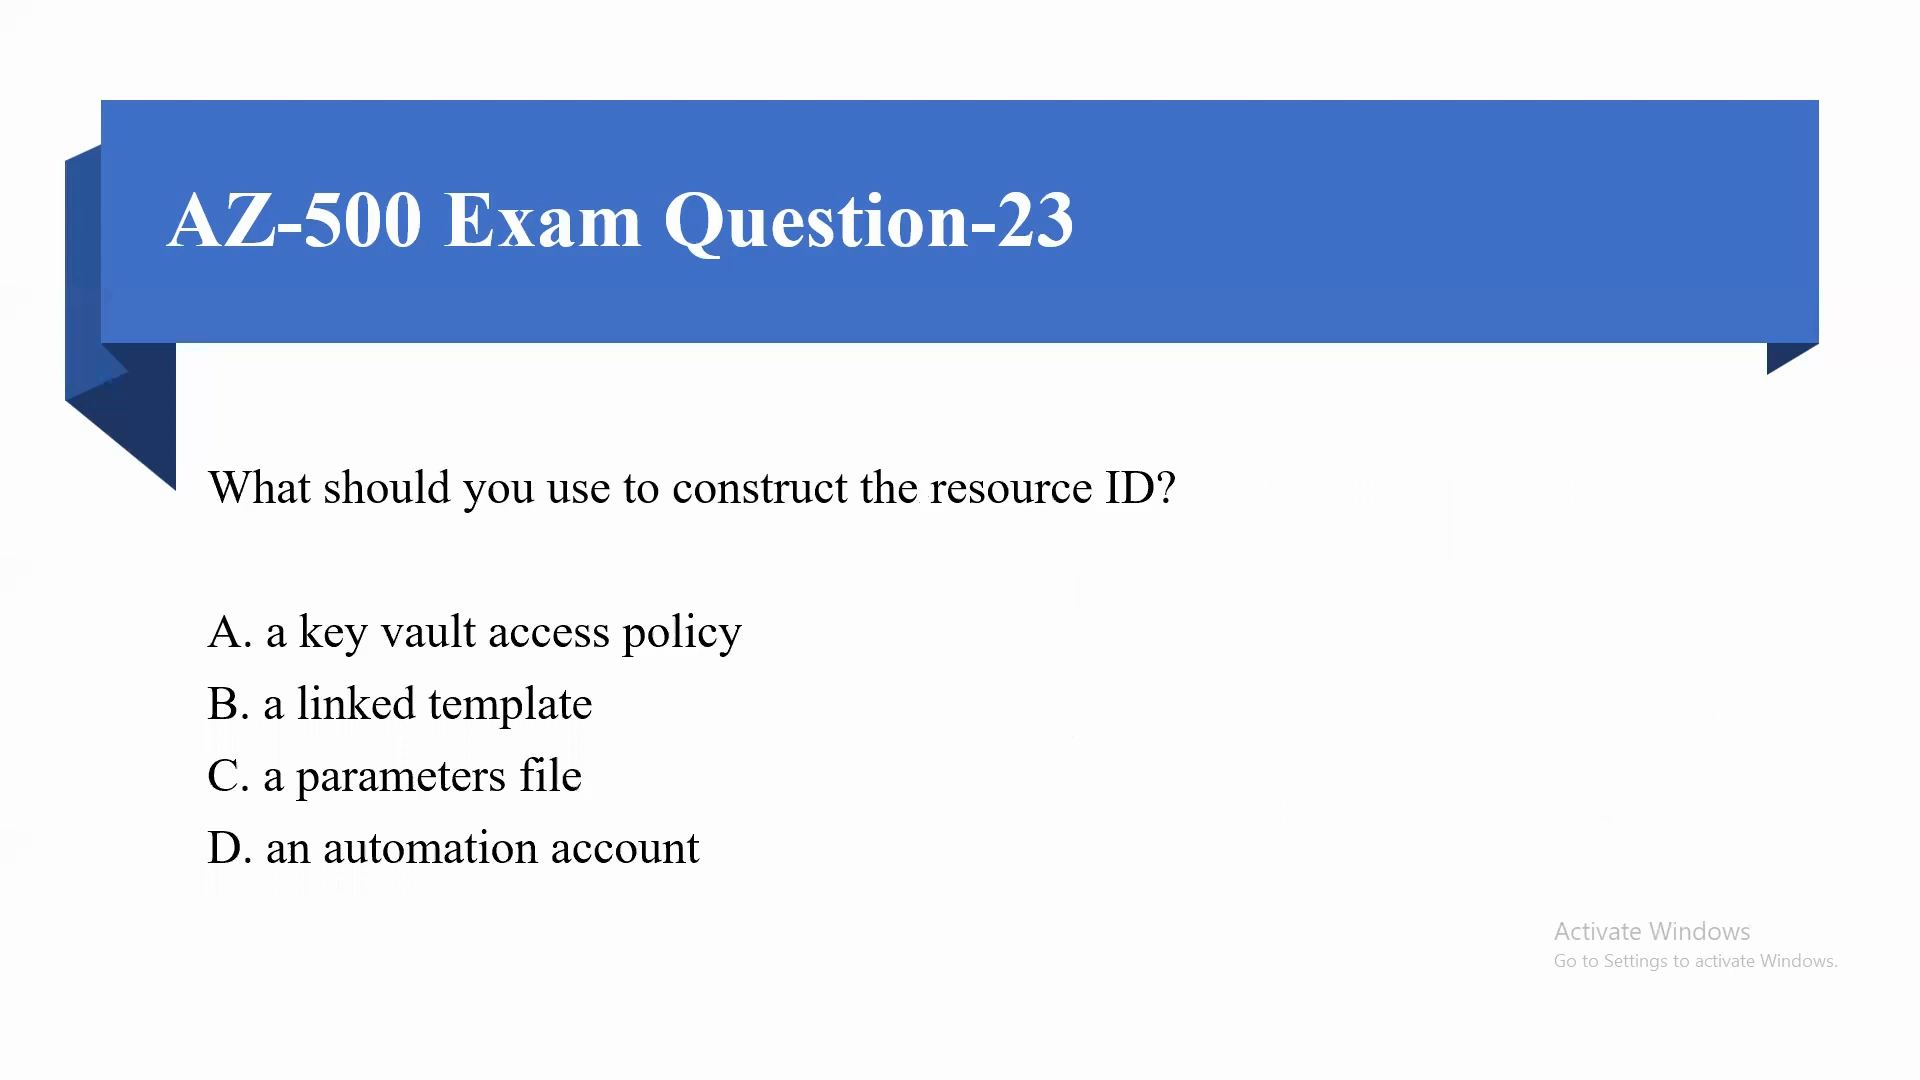 AZ-500 Exam Question-23
What should you use to construct the resource ID?
A. a key vault access policy
B. a linked template
C. a parameters file
D. an automation account
Activate Windows
Go to Settings to activate Windows.